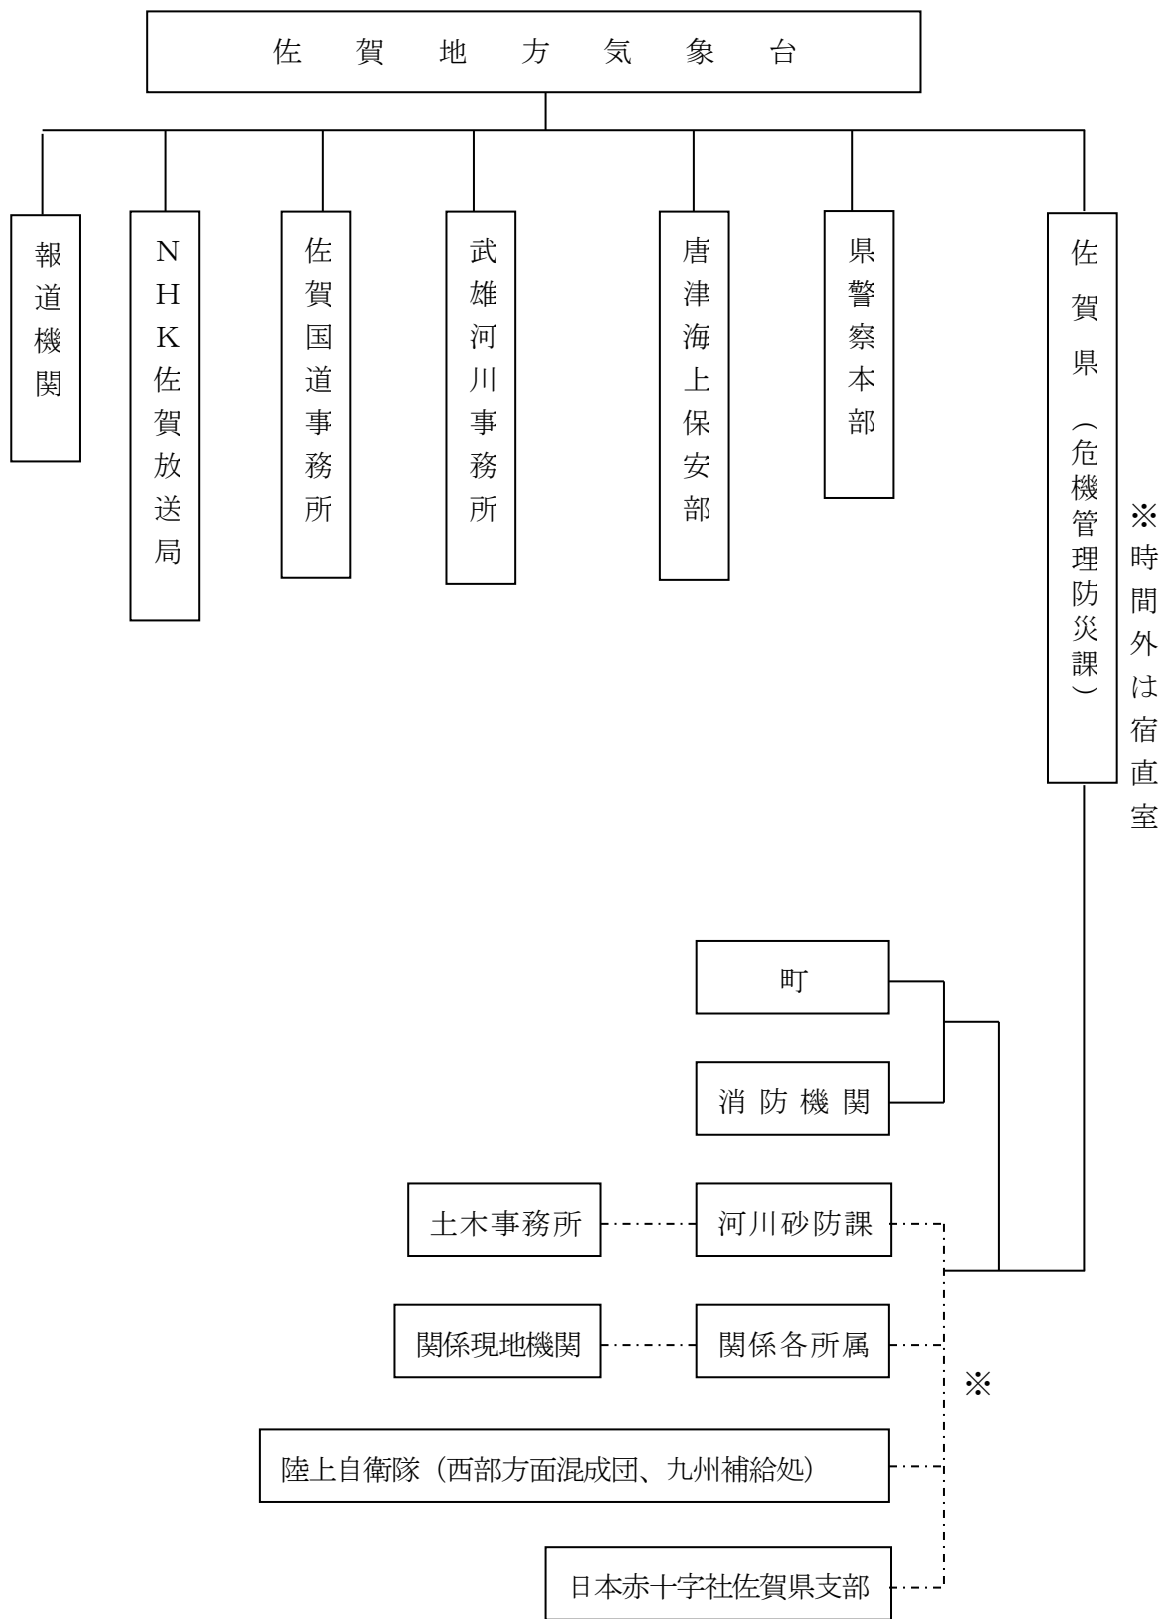 佐賀地方気象台
報道機関
ＮＨＫ佐賀放送局
佐賀国道事務所
武雄河川事務所
唐津海上保安部
県警察本部
佐賀県（危機管理防災課）
※時間外は宿直室
町
消防機関
土木事務所
河川砂防課
関係現地機関
関係各所属
※
陸上自衛隊（西部方面混成団、九州補給処）
日本赤十字社佐賀県支部